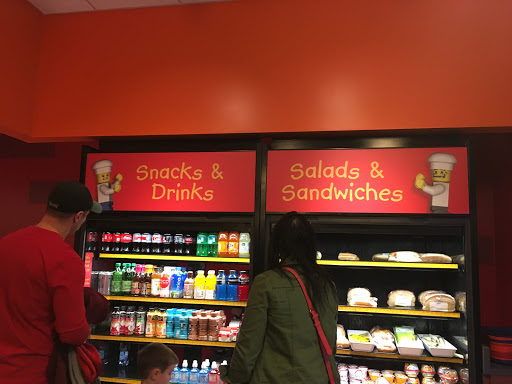 Snacks &
Drinks
Salads &
Sandwiches